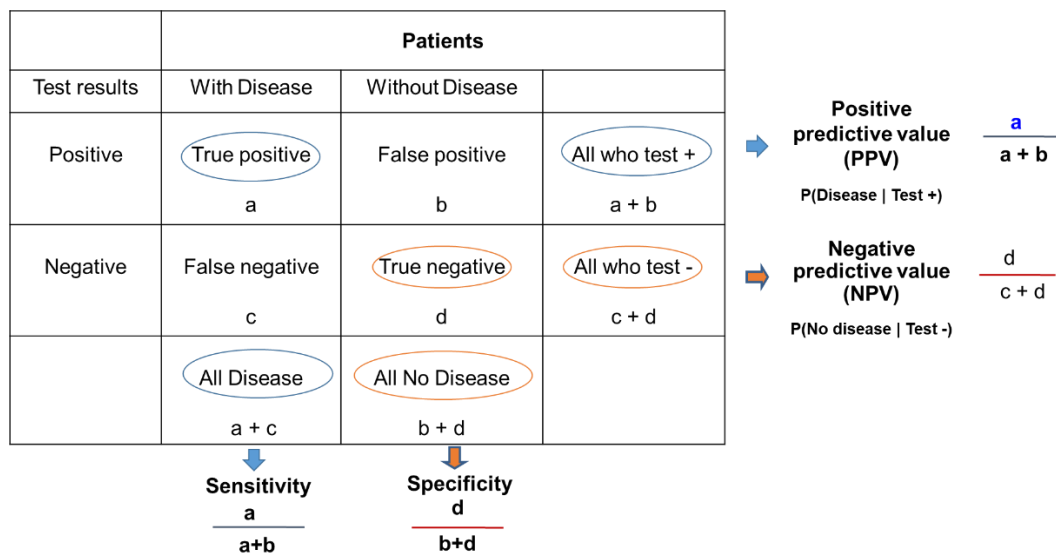 Patients
Test results
With Disease
Without Disease
Positive
True positive
False positive
All who test +
a
b
a + b
Positive
predictive value
(PPV)
a
a + b
P(Disease | Test +)
Negative
False negative
True negative
All who test -
c
d
c + d
Negative
predictive value
(NPV)
d
c + d
P(No disease | Test -)
All Disease
All No Disease
a + c
b + d
Sensitivity
a
a+b
Specificity
d
b+d